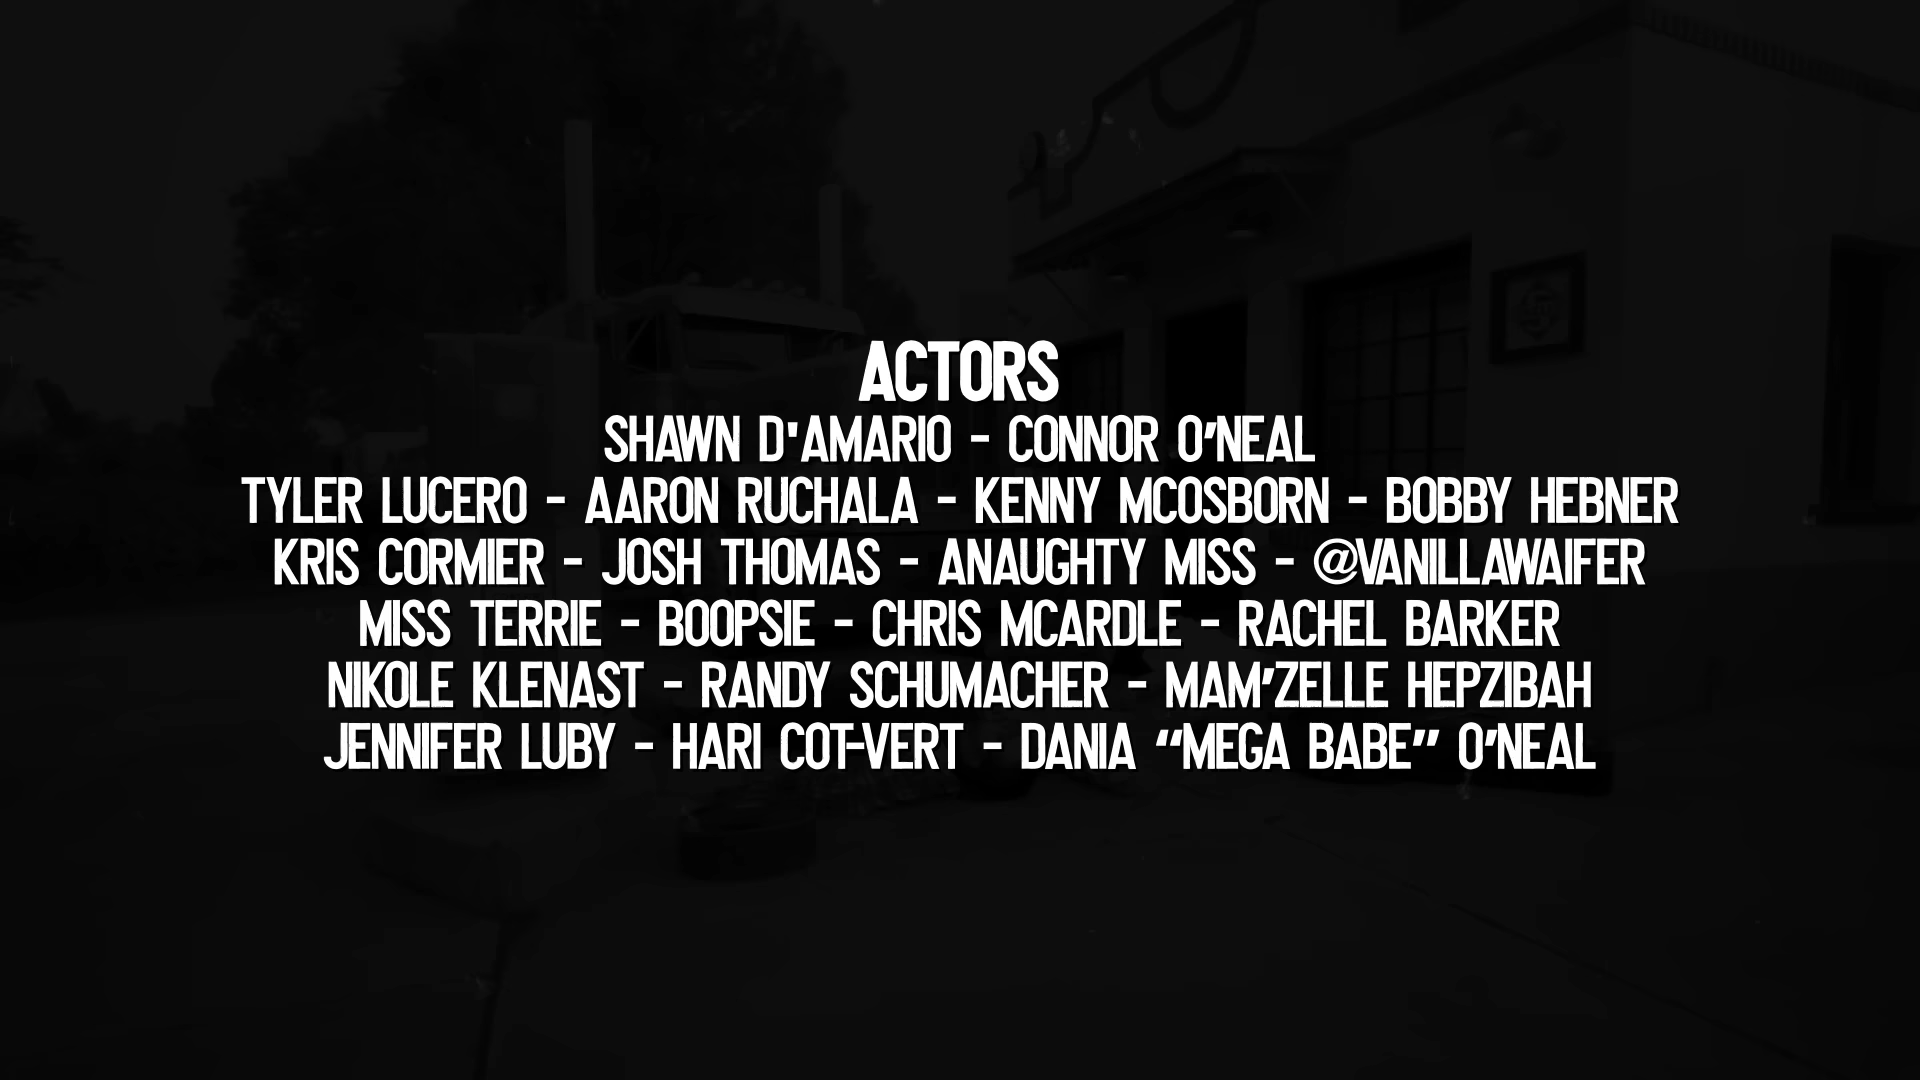 ACTORS
SHAWN D'AMARIO - CONNOR O'NEAL
TYLER LUCERO - AARON RUCHALA - KENNY MCOSBORN - BOBBY HEBNER
KRIS CORMIER - JOSH THOMAS - ANAUGHTY MISS - @VANILLAWAIFER
MISS TERRIE - BOOPSIE - CHRIS MCARDLE - RACHEL BARKER
NIKOLE KLENAST - RANDY SCHUMACHER - MAM'ZELLE HEPZIBAH
JENNIFER LUBY - HARI COT-VERT - DANIA “MEGA BABE” O'NEAL